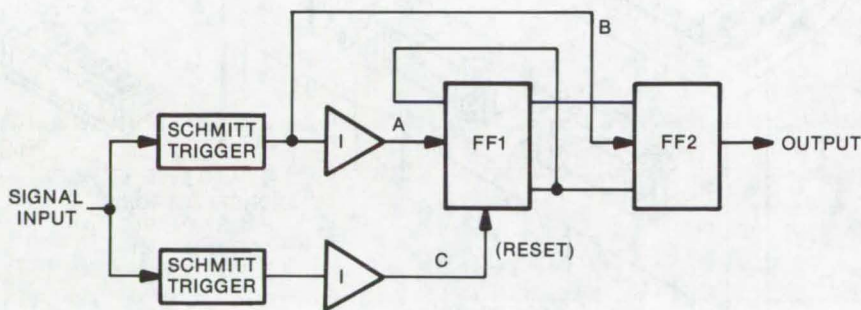 B
SCHMITT
TRIGGER
I
A
FF1
FF2
OUTPUT
SIGNAL
INPUT
SCHMITT
TRIGGER
I
C
(RESET)